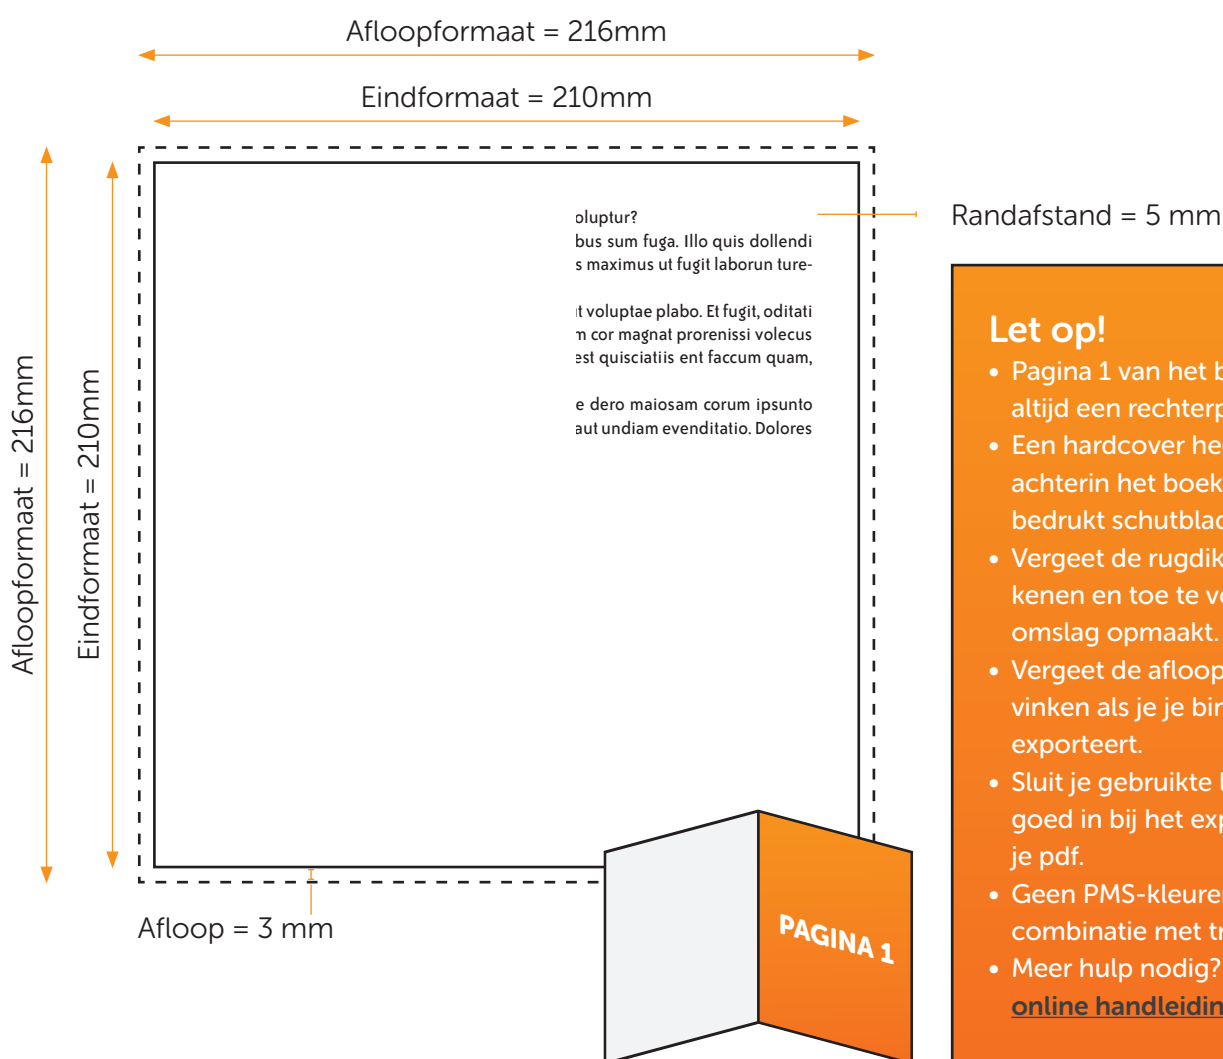 Afloopformaat = 216mm
Eindformaat = 210mm
Afloopformaat = 216mm
Eindformaat = 210mm
oluptur?
bus sum fuga. Illo quis dollendi
s maximus ut fugit laborun ture-
t voluptae plabo. Et fugit, oditati
m cor magnat prorenissi volecus
est quisciatiis ent faccum quam,
e dero maiosam corum ipsunto
aut undiam evenditatio. Dolores
Randafstand = 5 mm
Afloop = 3 mm
PAGINA 1
Let op!
• Pagina 1 van het b
altijd een rechterp
• Een hardcover he
achterin het boek
bedrukt schutblad
• Vergeet de rugdik
kenen en toe te vo
omslag opmaakt.
• Vergeet de afloop
vinken als je je bin
exporteert.
• Sluit je gebruikte l
goed in bij het exp
je pdf.
• Geen PMS-kleuren
combinatie met tr
• Meer hulp nodig?
online handleidin